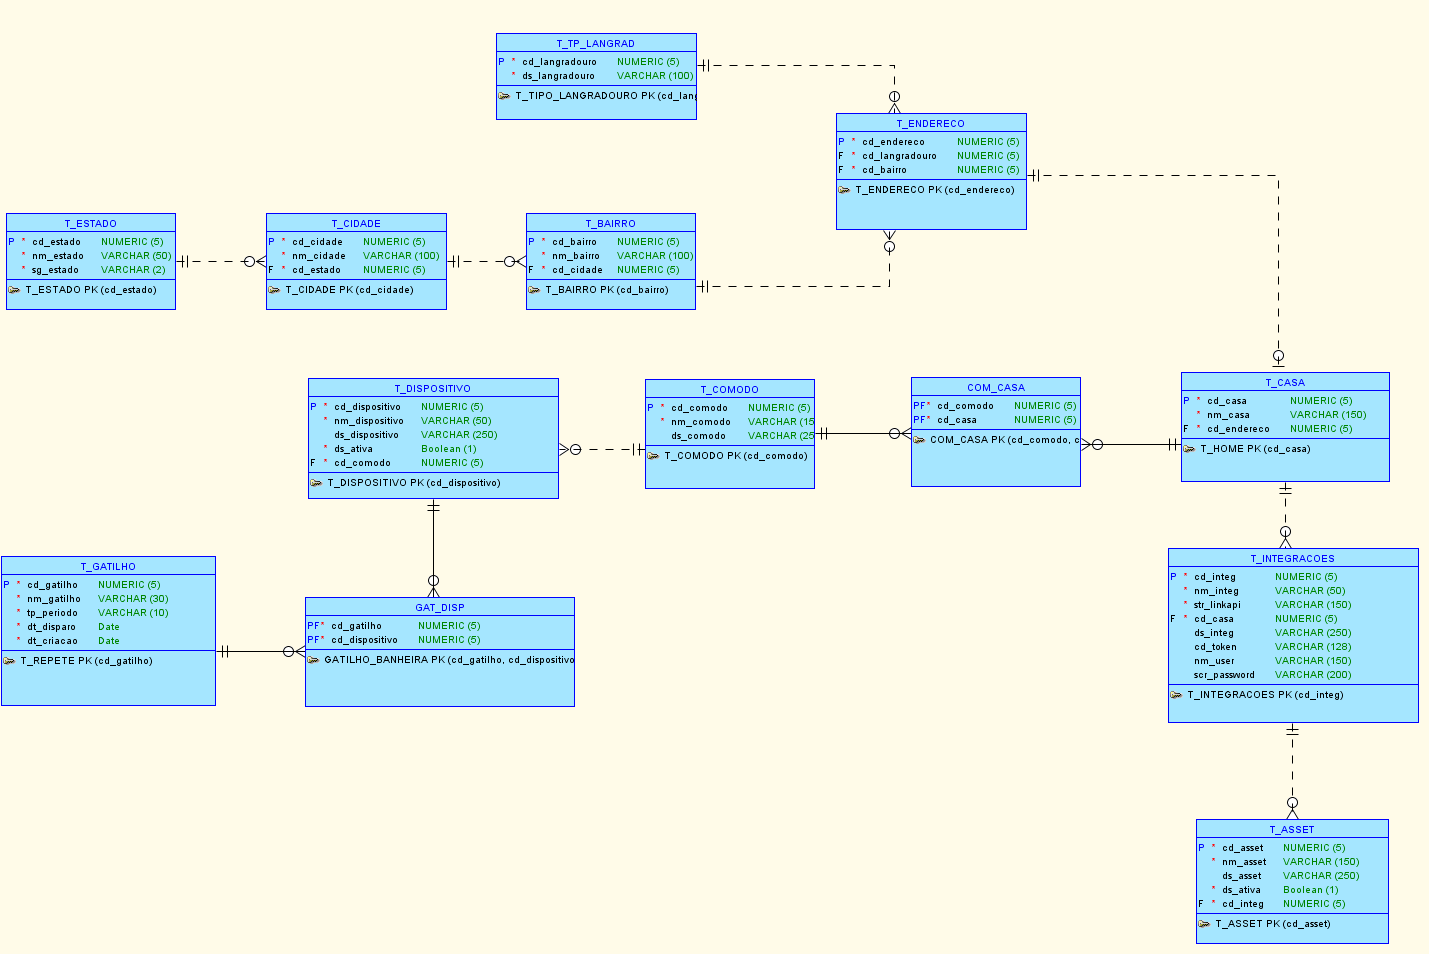 T_TP_LANGRAD
P * cd_langradouro NUMERIC (5)
* ds_langradouro VARCHAR (100)
T_TIPO_LANGRADOURO PK (cd_lang
T_ENDERECO
P * cd_endereco NUMERIC (5)
F * cd_langradouro NUMERIC (5)
F * cd_bairro NUMERIC (5)
T_ENDERECO PK (cd_endereco)
T_ESTADO
P * cd_estado NUMERIC (5)
* nm_estado VARCHAR (50)
* sg_estado VARCHAR (2)
T_ESTADO PK (cd_estado)
T_CIDADE
P * cd_cidade NUMERIC (5)
* nm_cidade VARCHAR (100)
F * cd_estado NUMERIC (5)
T_CIDADE PK (cd_cidade)
T_BAIRRO
P * cd_bairro NUMERIC (5)
* nm_bairro VARCHAR (100)
F * cd_cidade NUMERIC (5)
T_BAIRRO PK (cd_bairro)
T_DISPOSITIVO
P * cd_dispositivo NUMERIC (5)
* nm_dispositivo VARCHAR (50)
ds_dispositivo VARCHAR (250)
* ds_ativa Boolean (1)
F * cd_comodo NUMERIC (5)
T_DISPOSITIVO PK (cd_dispositivo)
T_COMODO
P * cd_comodo NUMERIC (5)
* nm_comodo VARCHAR (15
ds_comodo VARCHAR (25
T_COMODO PK (cd_comodo)
COM_CASA
PF* cd_comodo NUMERIC (5)
PF* cd_casa NUMERIC (5)
COM_CASA PK (cd_comodo, c
T_CASA
P * cd_casa NUMERIC (5)
* nm_casa VARCHAR (150)
F * cd_endereco NUMERIC (5)
T_HOME PK (cd_casa)
T_GATILHO
P * cd_gatilho NUMERIC (5)
* nm_gatilho VARCHAR (30)
* tp_periodo VARCHAR (10)
* dt_disparo Date
* dt_criacao Date
T_REPETE PK (cd_gatilho)
GAT_DISP
PF* cd_gatilho NUMERIC (5)
PF* cd_dispositivo NUMERIC (5)
GATILHO_BANHEIRA PK (cd_gatilho, cd_dispositivo
T_INTEGRACOES
P * cd_integ NUMERIC (5)
* nm_integ VARCHAR (50)
* str_linkapi VARCHAR (150)
F * cd_casa NUMERIC (5)
ds_integ VARCHAR (250)
cd_token VARCHAR (128)
nm_user VARCHAR (150)
scr_password VARCHAR (200)
T_INTEGRACOES PK (cd_integ)
T_ASSET
P * cd_asset NUMERIC (5)
* nm_asset VARCHAR (150)
ds_asset VARCHAR (250)
* ds_ativa Boolean (1)
F * cd_integ NUMERIC (5)
T_ASSET PK (cd_asset)